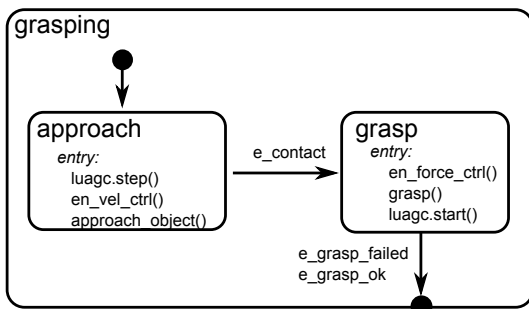 grasping
approach
entry:
luagc.step()
en_vel_ctrl()
approach_object()
e_contact
grasp
entry:
en_force_ctrl()
grasp()
luagc.start()
e_grasp_failed
e_grasp_ok